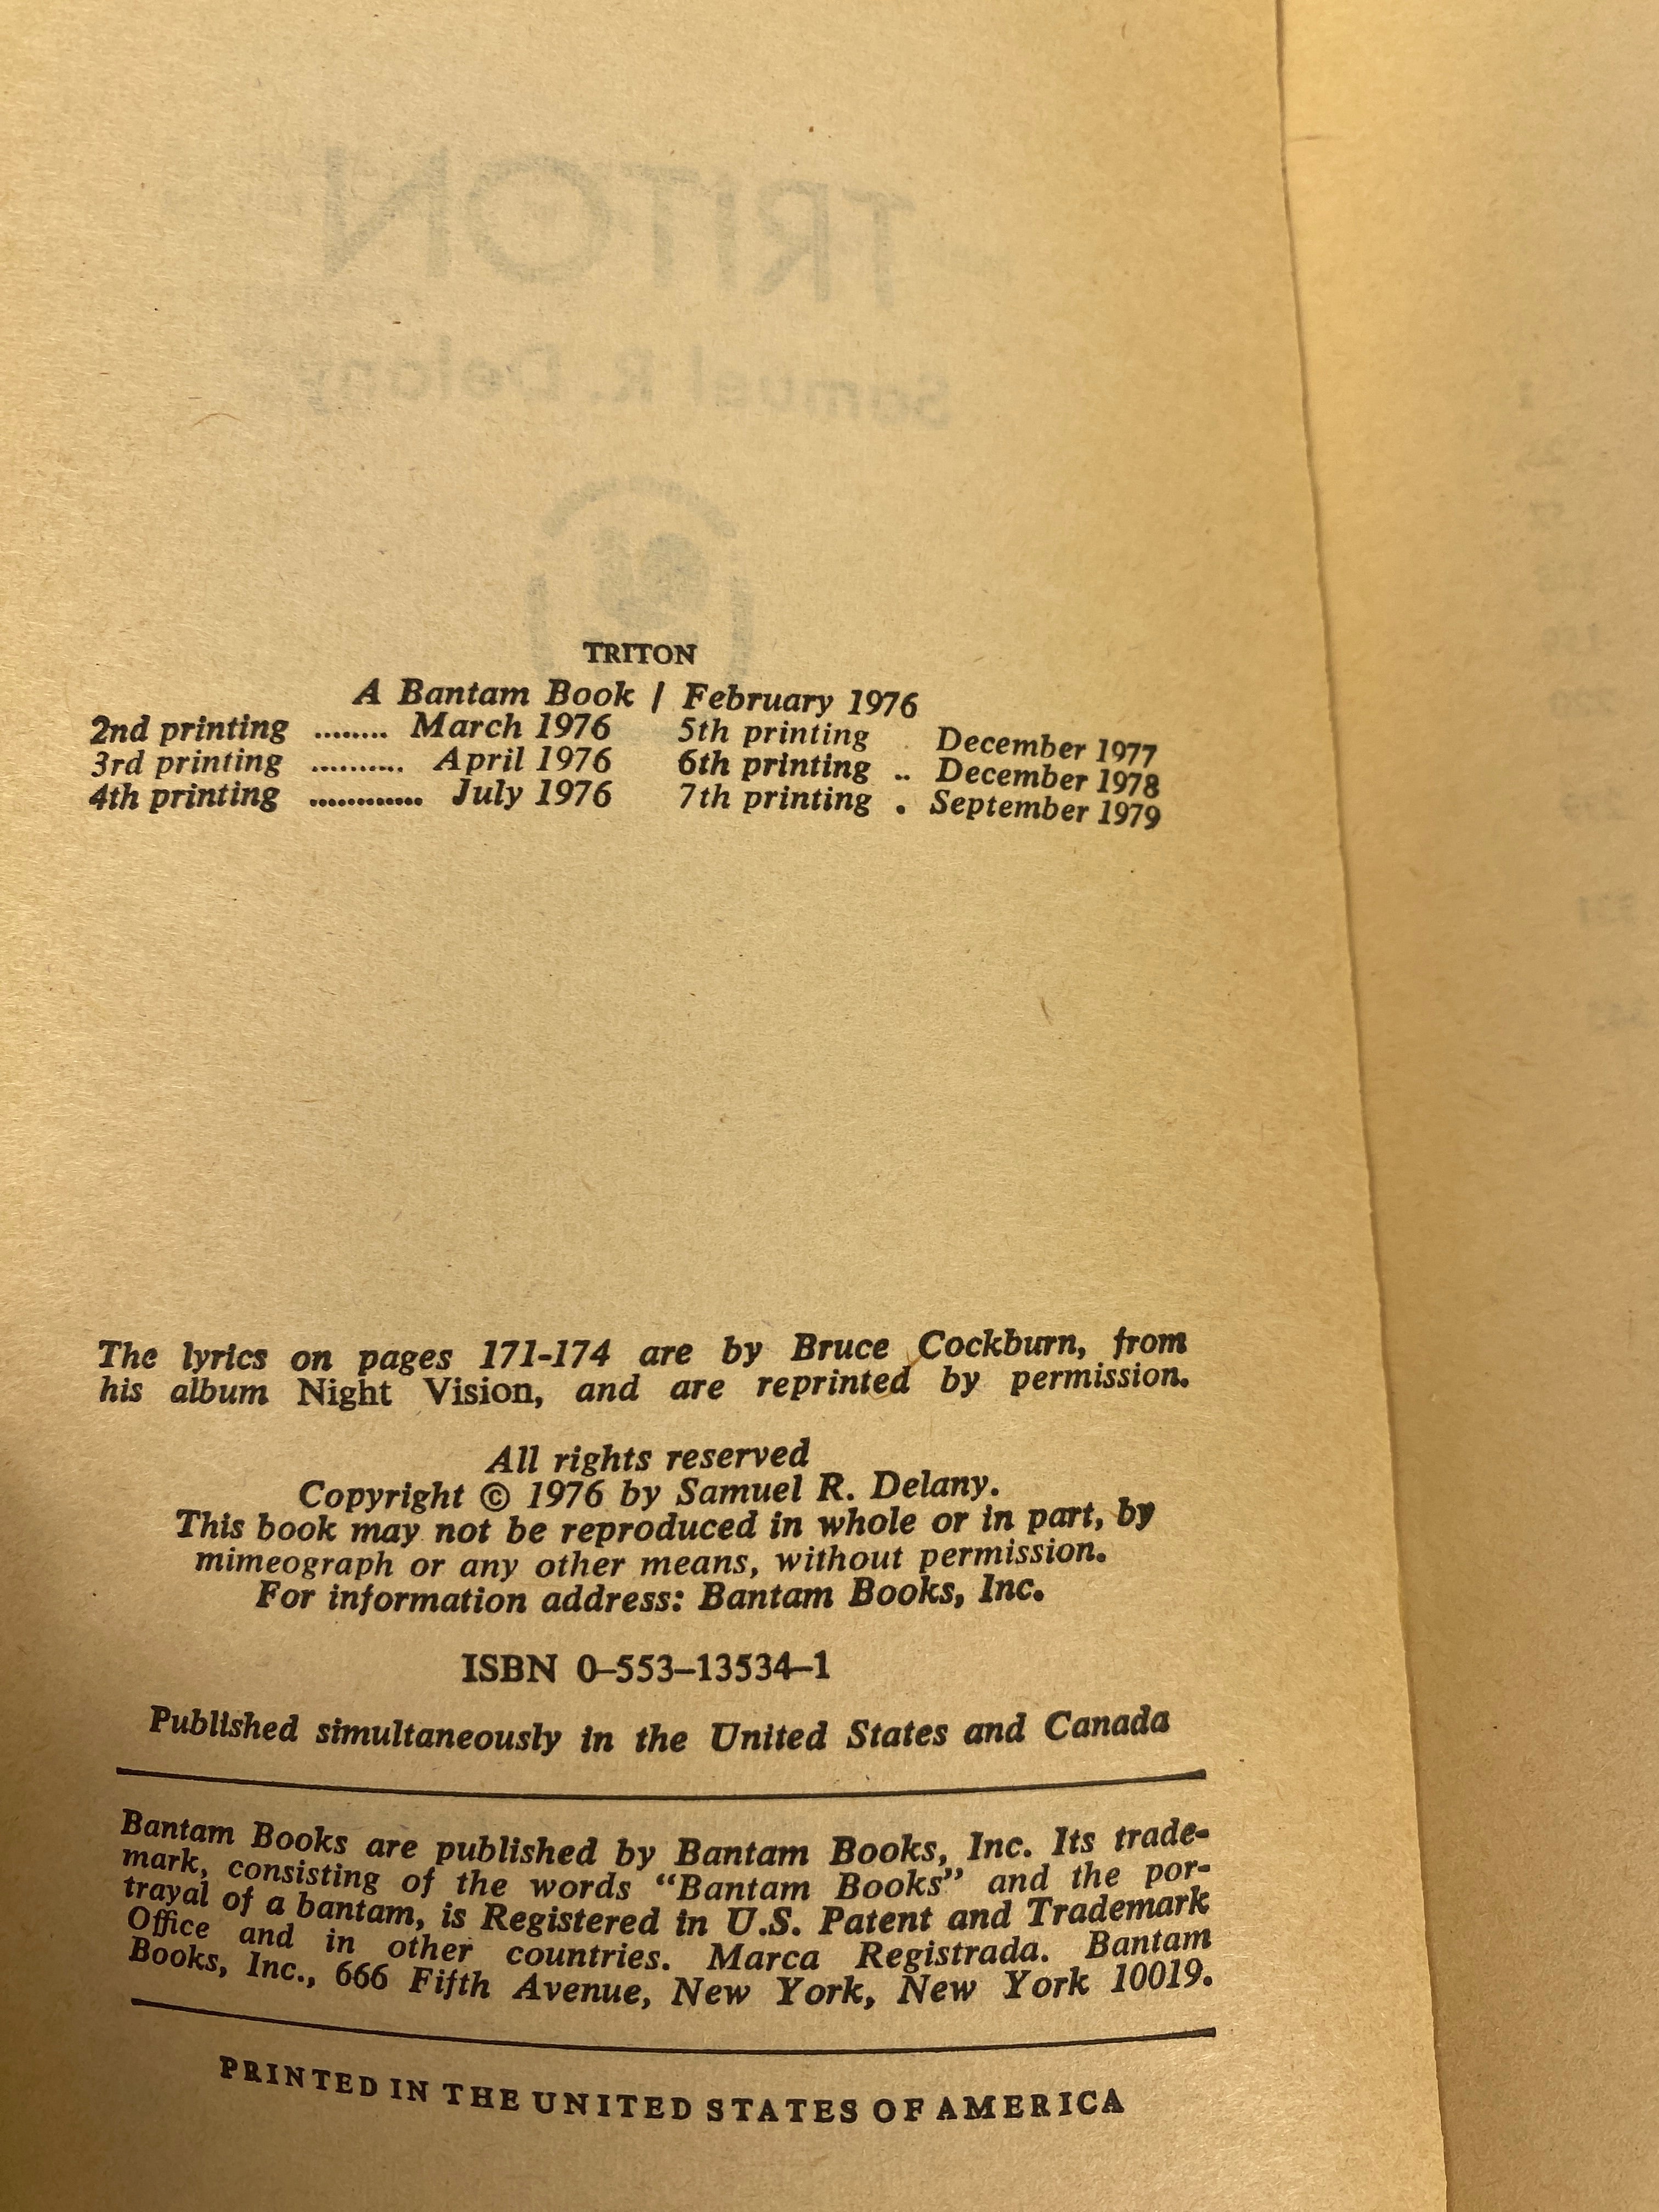 TRITON
Samuel R. Delany
TRITON
A Bantam Book / February 1976
2nd printing ........ March 1976 5th printing . December 1977
3rd printing .......... April 1976 6th printing .. December 1978
4th printing ............. July 1976 7th printing . September 1979
The lyrics on pages 171-174 are by Bruce Cockburn, from
his album Night Vision, and are reprinted by permission.
All rights reserved
Copyright © 1976 by Samuel R. Delany.
This book may not be reproduced in whole or in part, by
mimeograph or any other means, without permission.
For information address: Bantam Books, Inc.
ISBN 0–553–13534–1
Published simultaneously in the United States and Canada
Bantam Books are published by Bantam Books, Inc. Its trade-
mark, consisting of the words “Bantam Books” and the por-
trayal of a bantam, is Registered in U.S. Patent and Trademark
Office and in other countries. Marca Registrada. Bantam
Books, Inc., 666 Fifth Avenue, New York, New York 10019.
PRINTED IN THE UNITED STATES OF AMERICA